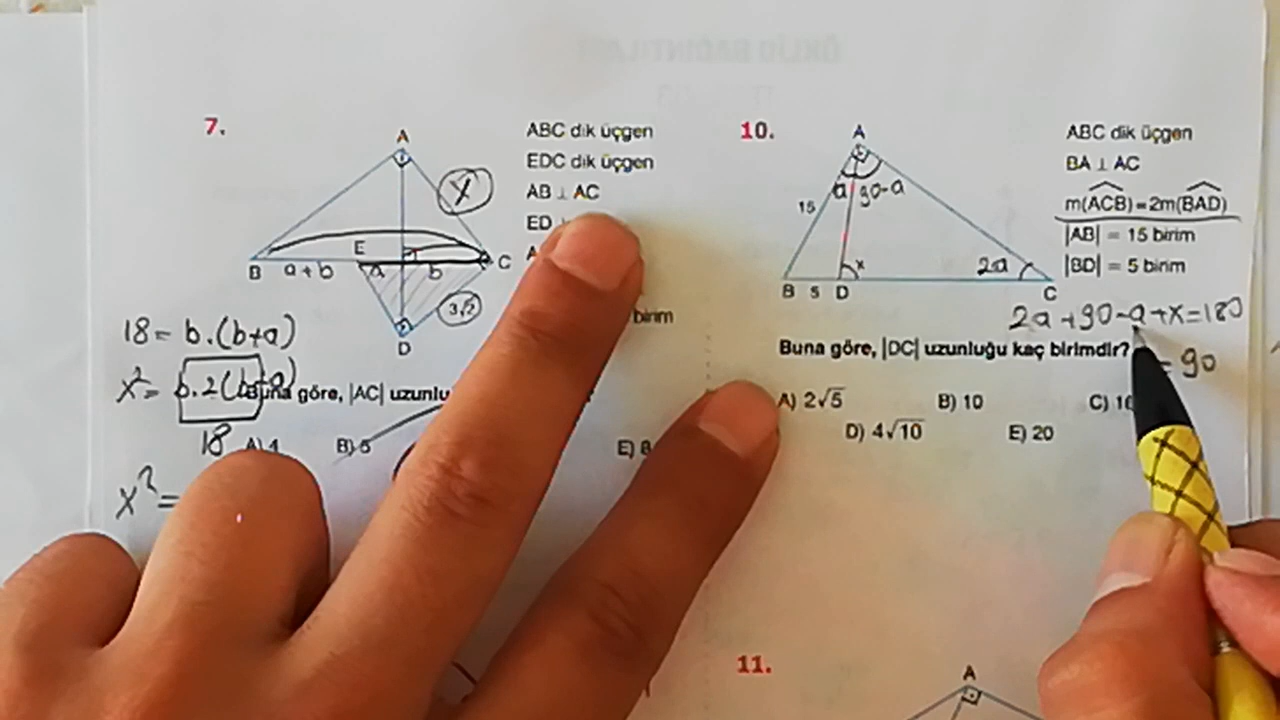 7.
A
ABC dik üçgen
EDC dik üçgen
AB ⊥ AC
ED
X
E
B
C
a+b
a
b
3√2
D
birim
18 = b.(b+a)
x² = b.2(b+a)
18
göre, |AC| uzunlu
A) 4
B) 5
E) 8
x² =
10.
A
ABC dik üçgen
BA ⊥ AC
m(ACB) = 2m(BAD)
|AB| = 15 birim
|BD| = 5 birim
a
90-a
15
x
2a
B
5
D
C
2a+90-a+x=180
= 90
Buna göre, |DC| uzunluğu kaç birimdir?
A) 2√5
B) 10
C)
D) 4√10
E) 20
11.
A